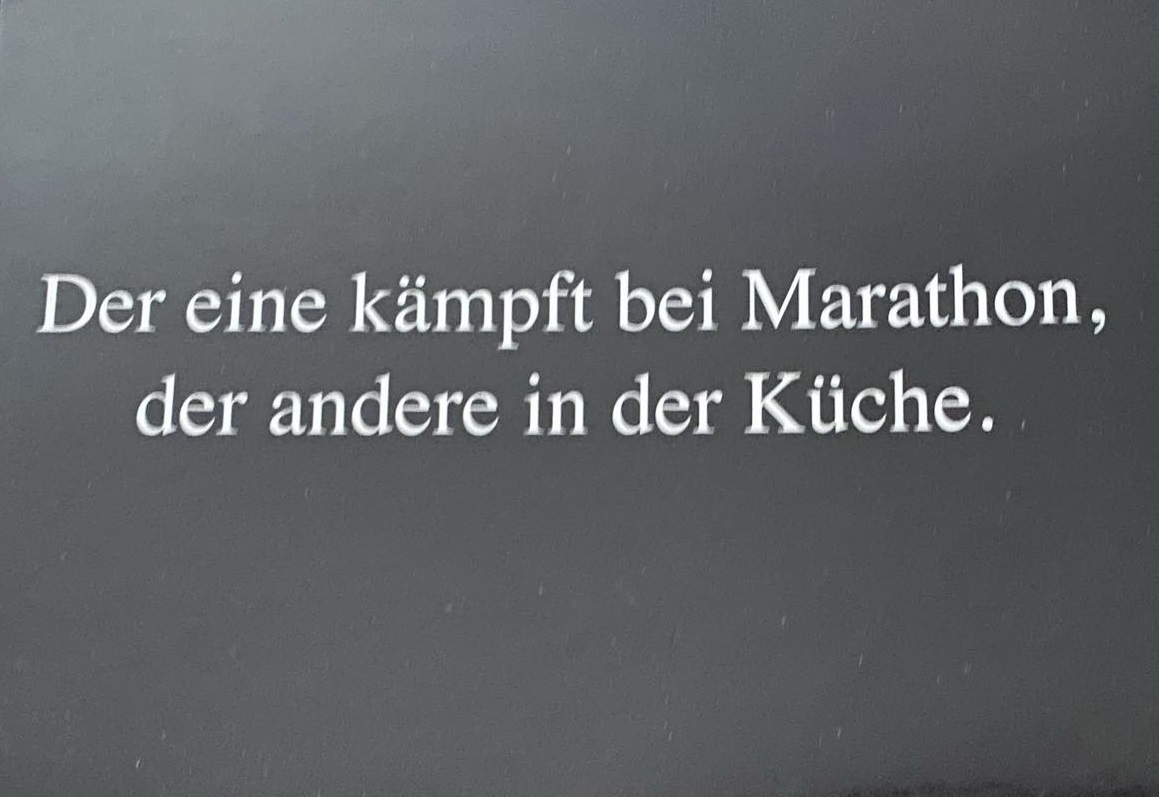 Der eine kämpft bei Marathon,
der andere in der Küche.